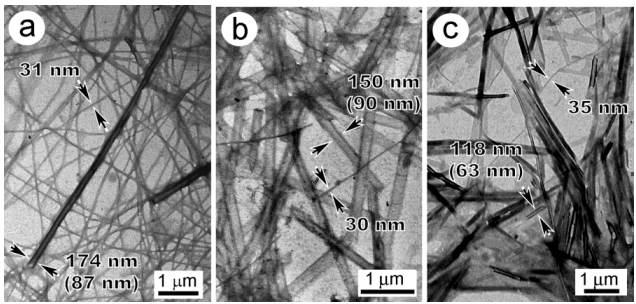 a
31 nm
174 nm
(87 nm)
1 μm
b
150 nm
(90 nm)
30 nm
1 μm
c
35 nm
118 nm
(63 nm)
1 μm